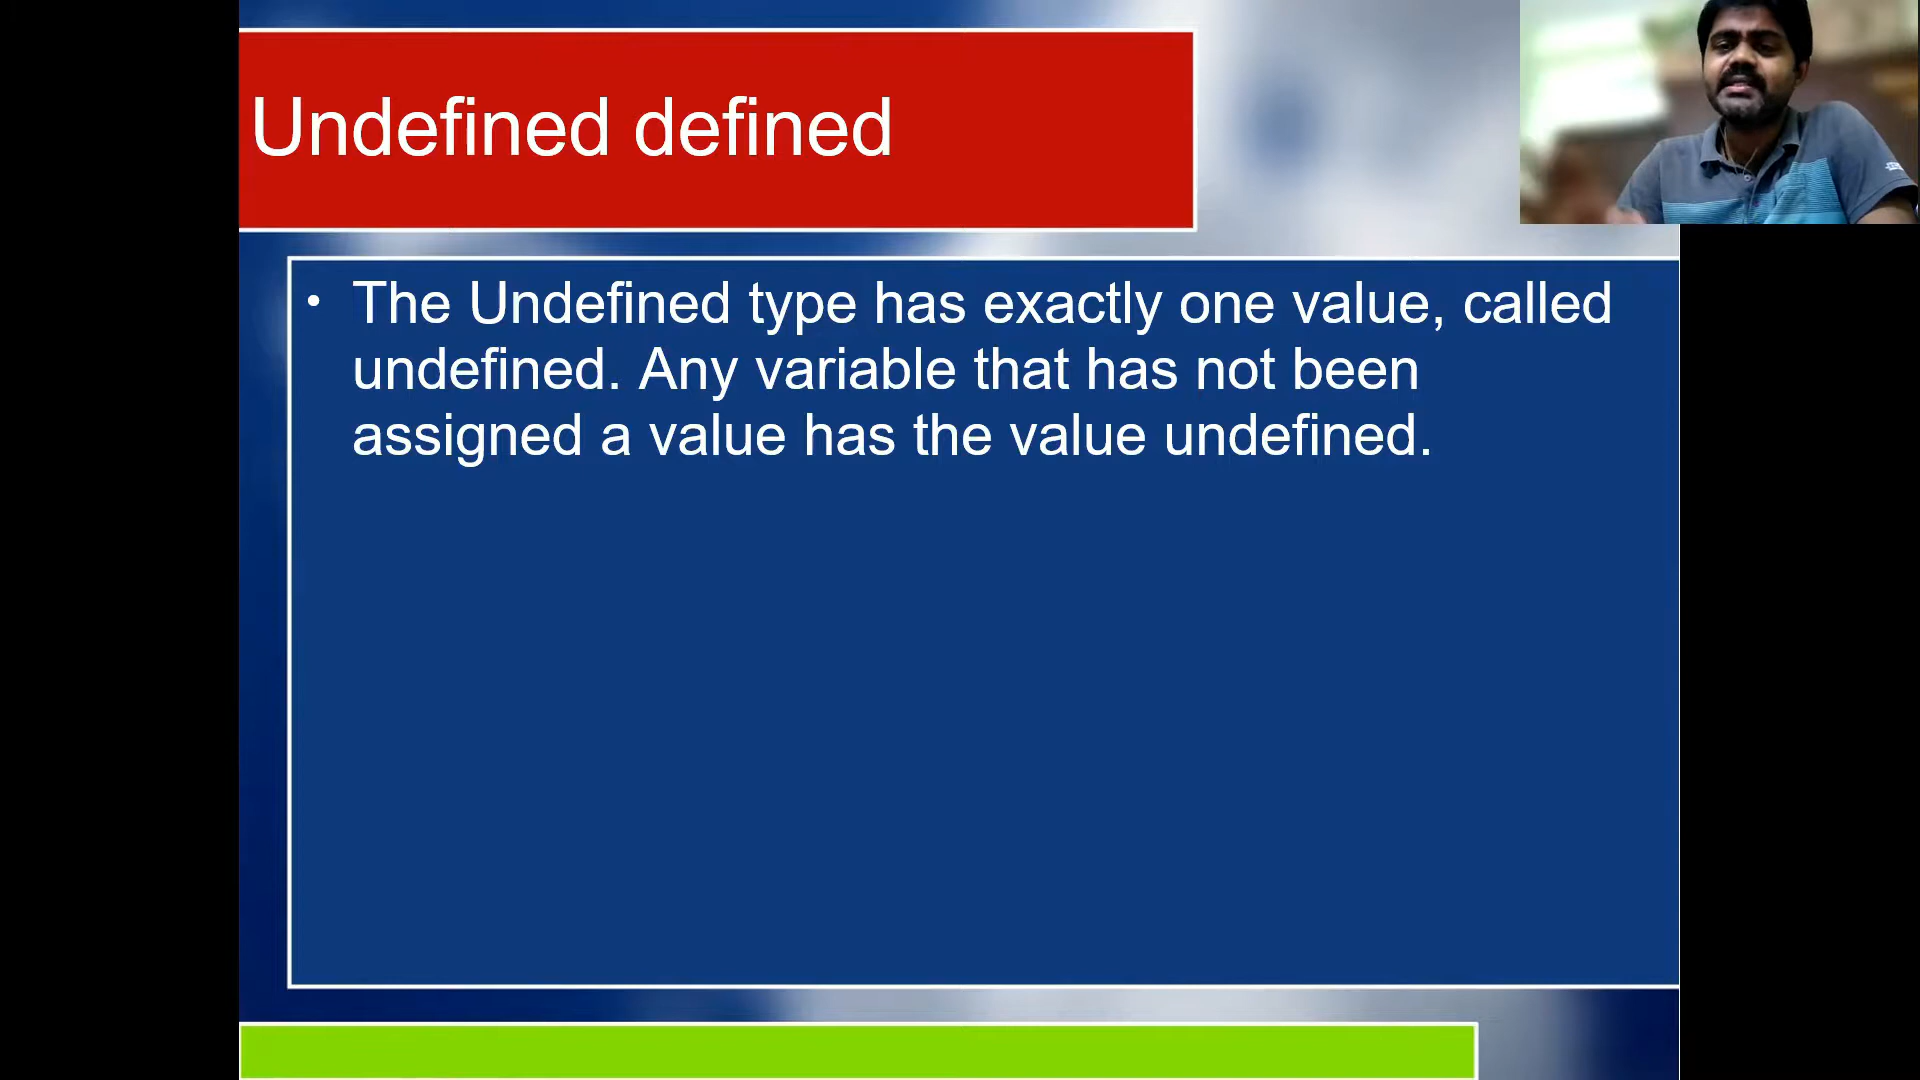 Undefined defined
• The Undefined type has exactly one value, called
undefined. Any variable that has not been
assigned a value has the value undefined.